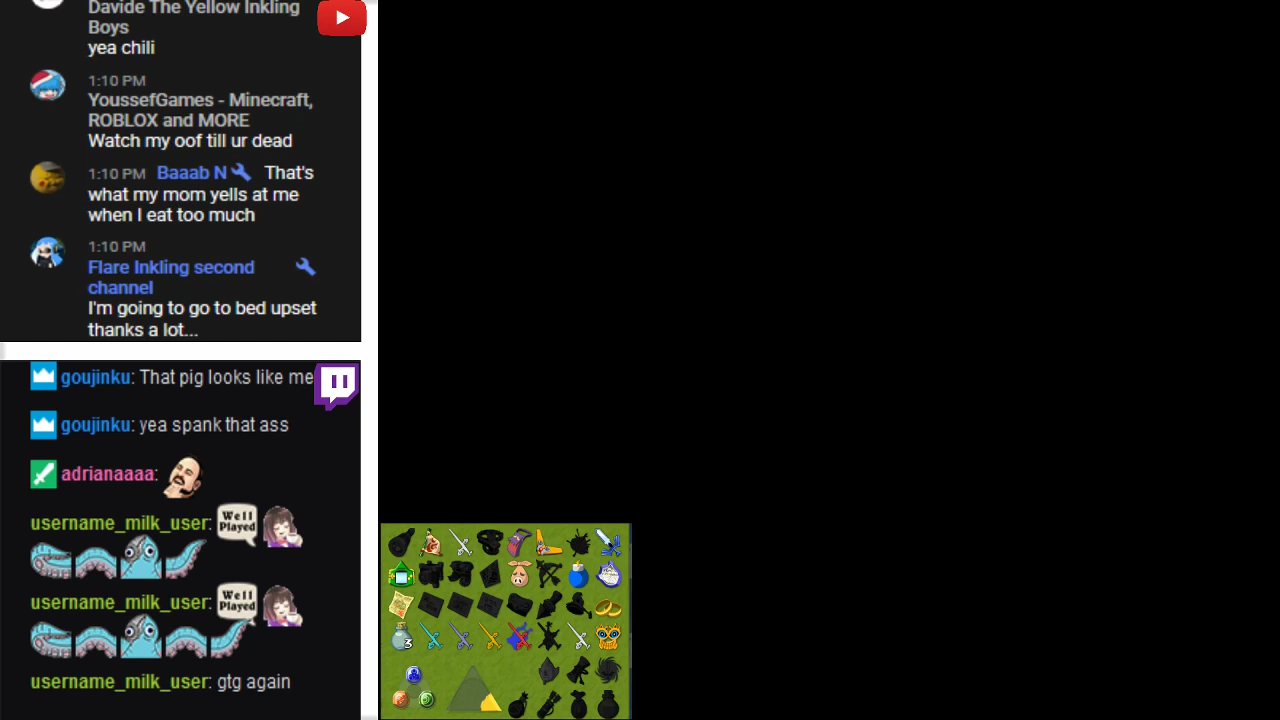 Davide The Yellow Inkling
Boys
yea chili
1:10 PM
YoussefGames - Minecraft,
ROBLOX and MORE
Watch my oof till ur dead
1:10 PM Baaab N That's
what my mom yells at me
when I eat too much
1:10 PM
Flare Inkling second
channel
I'm going to go to bed upset
thanks a lot...
goujinku: That pig looks like me
goujinku: yea spank that ass
adrianaaaa:
username_milk_user: Well Played
username_milk_user: Well Played
username_milk_user: gtg again
3